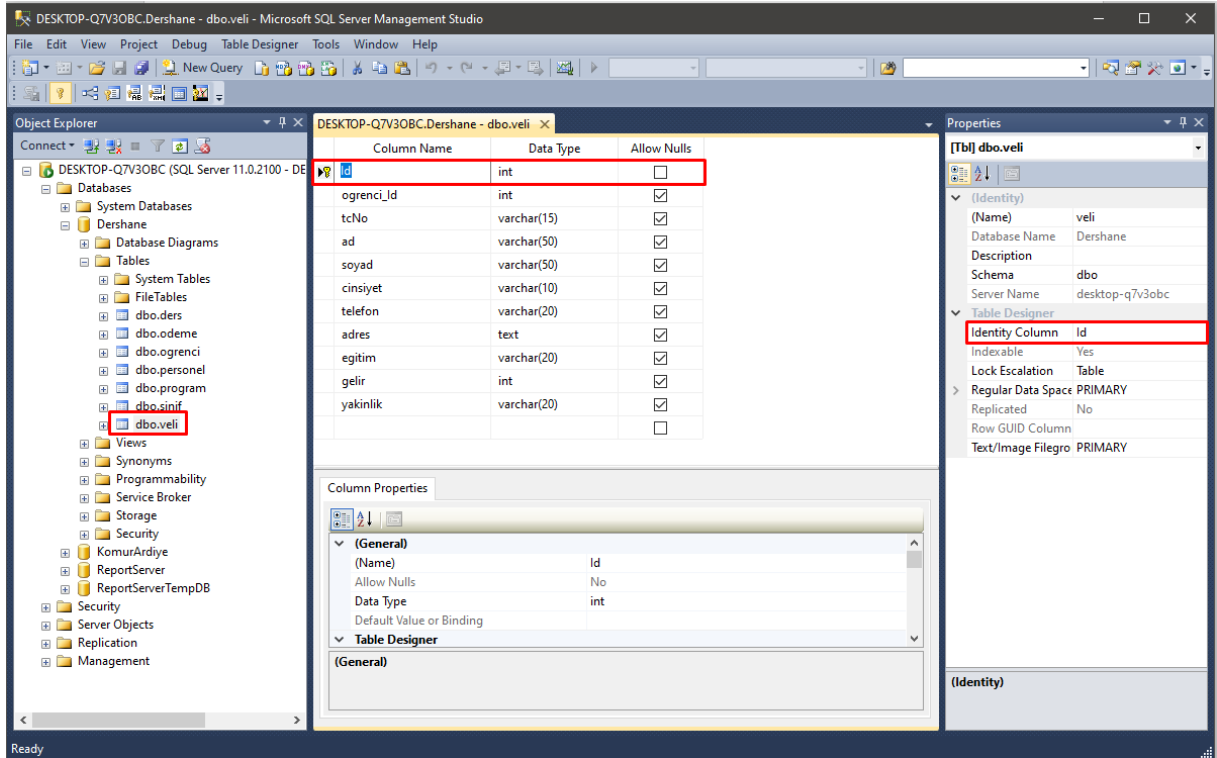 DESKTOP-Q7V3OBC.Dershane - dbo.veli - Microsoft SQL Server Management Studio
File Edit View Project Debug Table Designer Tools Window Help
New Query
Object Explorer
Connect
DESKTOP-Q7V3OBC (SQL Server 11.0.2100 - DE
Databases
System Databases
Dershane
Database Diagrams
Tables
System Tables
FileTables
dbo.ders
dbo.odeme
dbo.ogrenci
dbo.personel
dbo.program
dbo.sinif
dbo.veli
Views
Synonyms
Programmability
Service Broker
Storage
Security
KomurArdiye
ReportServer
ReportServerTempDB
Security
Server Objects
Replication
Management
DESKTOP-Q7V3OBC.Dershane - dbo.veli
Column Name Data Type Allow Nulls
Id int
ogrenci_Id int
tcNo varchar(15)
ad varchar(50)
soyad varchar(50)
cinsiyet varchar(10)
telefon varchar(20)
adres text
egitim varchar(20)
gelir int
yakinlik varchar(20)
Column Properties
(General)
(Name) Id
Allow Nulls No
Data Type int
Default Value or Binding
Table Designer
(General)
Properties
[Tbl] dbo.veli
(Identity)
(Name) veli
Database Name Dershane
Description
Schema dbo
Server Name desktop-q7v3obc
Table Designer
Identity Column Id
Indexable Yes
Lock Escalation Table
Regular Data Space PRIMARY
Replicated No
Row GUID Column
Text/Image Filegro PRIMARY
(Identity)
Ready